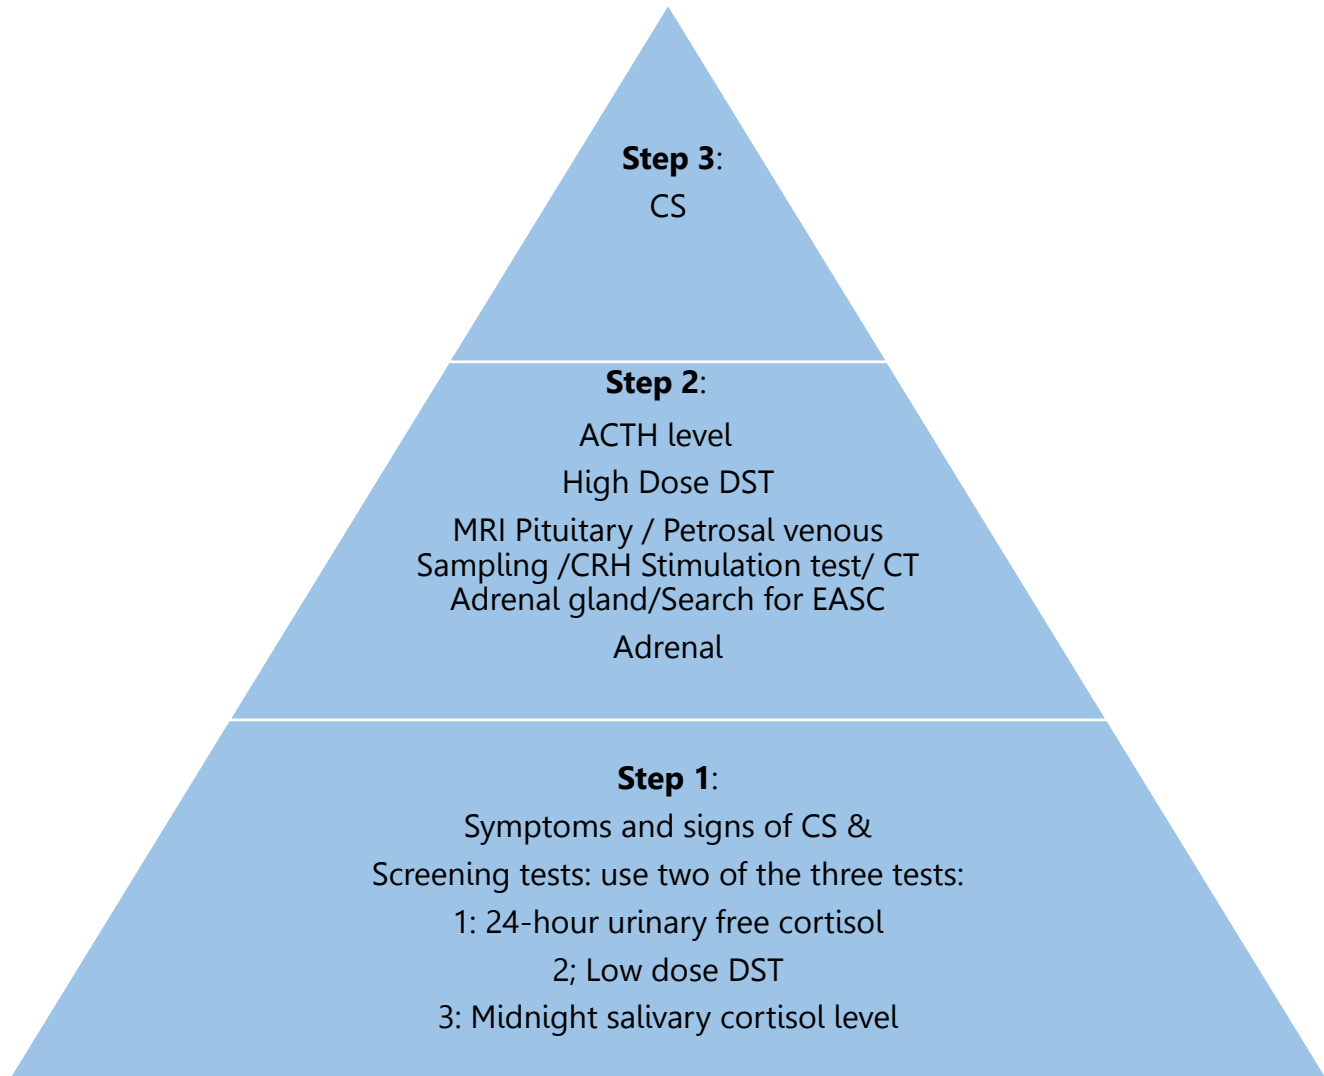 Step 3:
CS
Step 2:
ACTH level
High Dose DST
MRI Pituitary / Petrosal venous
Sampling /CRH Stimulation test/ CT
Adrenal gland/Search for EASC
Adrenal
Step 1:
Symptoms and signs of CS &
Screening tests: use two of the three tests:
1: 24-hour urinary free cortisol
2; Low dose DST
3: Midnight salivary cortisol level